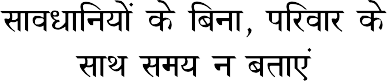 सावधानियों के बिना, परिवार के
साथ समय न बताएं